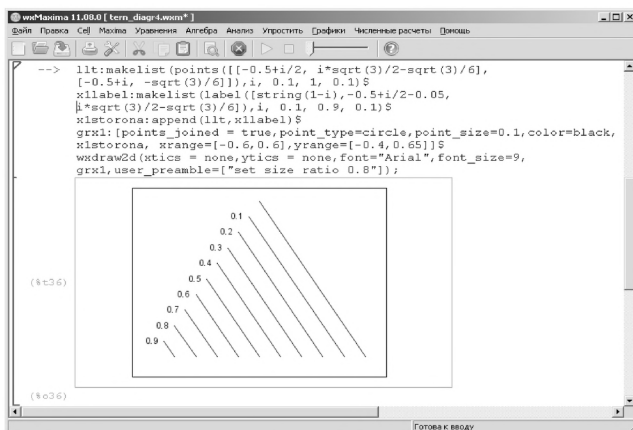 wxMaxima 11.08.0 [ tern_diagr4.wxm* ]
Файл Правка Cell Maxima Уравнения Алгебра Анализ Упростить Графики Численные расчеты Помощь
--> llt:makelist(points([[-0.5+i/2, i*sqrt(3)/2-sqrt(3)/6],
[-0.5+i, -sqrt(3)/6]]),i, 0.1, 1, 0.1)$
x1label:makelist(label([string(1-i),-0.5+i/2-0.05,
i*sqrt(3)/2-sqrt(3)/6]),i, 0.1, 0.9, 0.1)$
x1storona:append(llt,x1label)$
grx1:[points_joined = true,point_type=circle,point_size=0.1,color=black,
x1storona, xrange=[-0.6,0.6],yrange=[-0.4,0.65]]$
wxdraw2d(xtics = none,ytics = none,font="Arial",font_size=9,
grx1,user_preamble=["set size ratio 0.8"]);
0.1
0.2
0.3
0.4
(%t36)
0.5
0.6
0.7
0.8
0.9
(%o36)
Готова к вводу